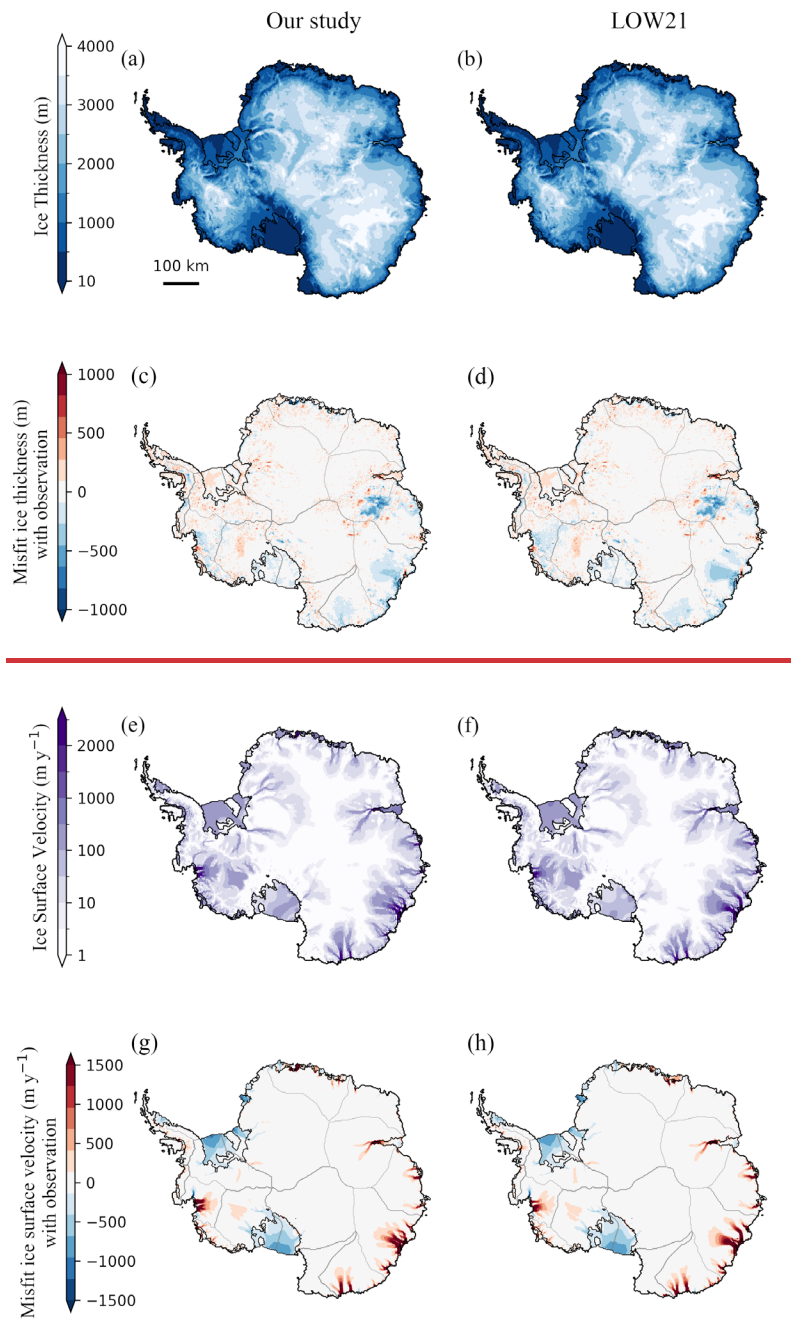 Our study
LOW21
(a)
(b)
Ice Thickness (m)
4000
3000
2000
1000
10
100 km
(c)
(d)
Misfit ice thickness (m)
with observation
1000
500
0
−500
−1000
(e)
(f)
Ice Surface Velocity (m y⁻¹)
2000
1000
100
10
1
(g)
(h)
Misfit ice surface velocity (m y⁻¹)
with observation
1500
1000
500
0
−500
−1000
−1500